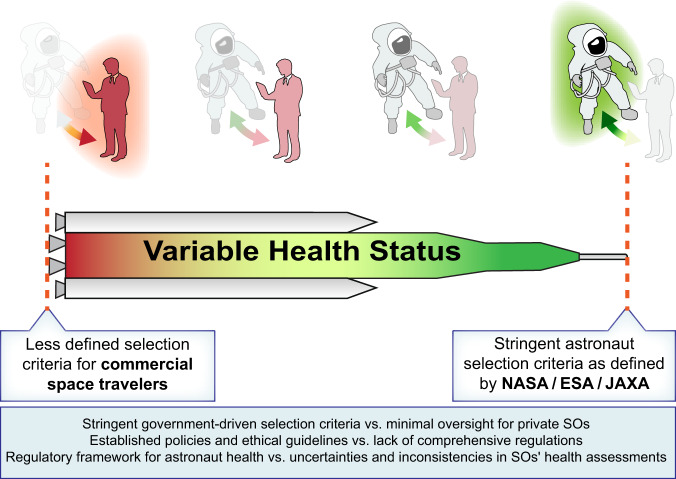 Variable Health Status
Less defined selection
criteria for commercial
space travelers
Stringent astronaut
selection criteria as defined
by NASA / ESA / JAXA
Stringent government-driven selection criteria vs. minimal oversight for private SOs
Established policies and ethical guidelines vs. lack of comprehensive regulations
Regulatory framework for astronaut health vs. uncertainties and inconsistencies in SOs' health assessments